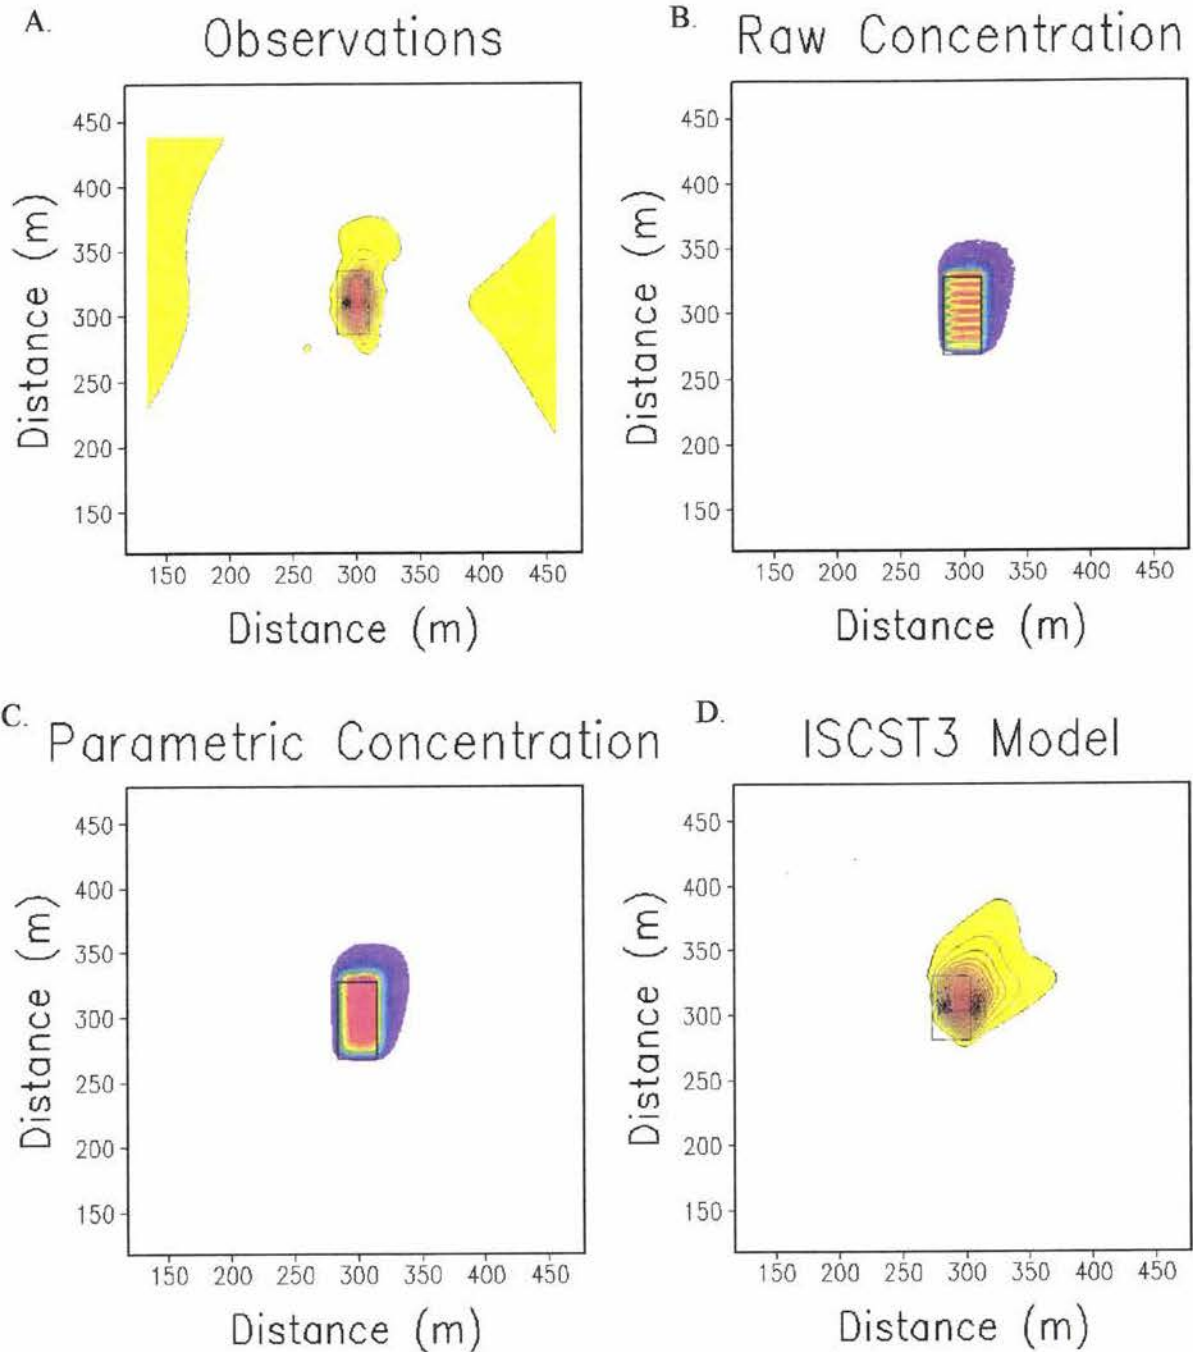 A.
Observations
450
400
350
300
250
200
150
Distance (m)
150 200 250 300 350 400 450
Distance (m)
B.
Raw Concentration
450
400
350
300
250
200
150
Distance (m)
150 200 250 300 350 400 450
Distance (m)
C.
Parametric Concentration
450
400
350
300
250
200
150
Distance (m)
150 200 250 300 350 400 450
Distance (m)
D.
ISCST3 Model
450
400
350
300
250
200
150
Distance (m)
150 200 250 300 350 400 450
Distance (m)